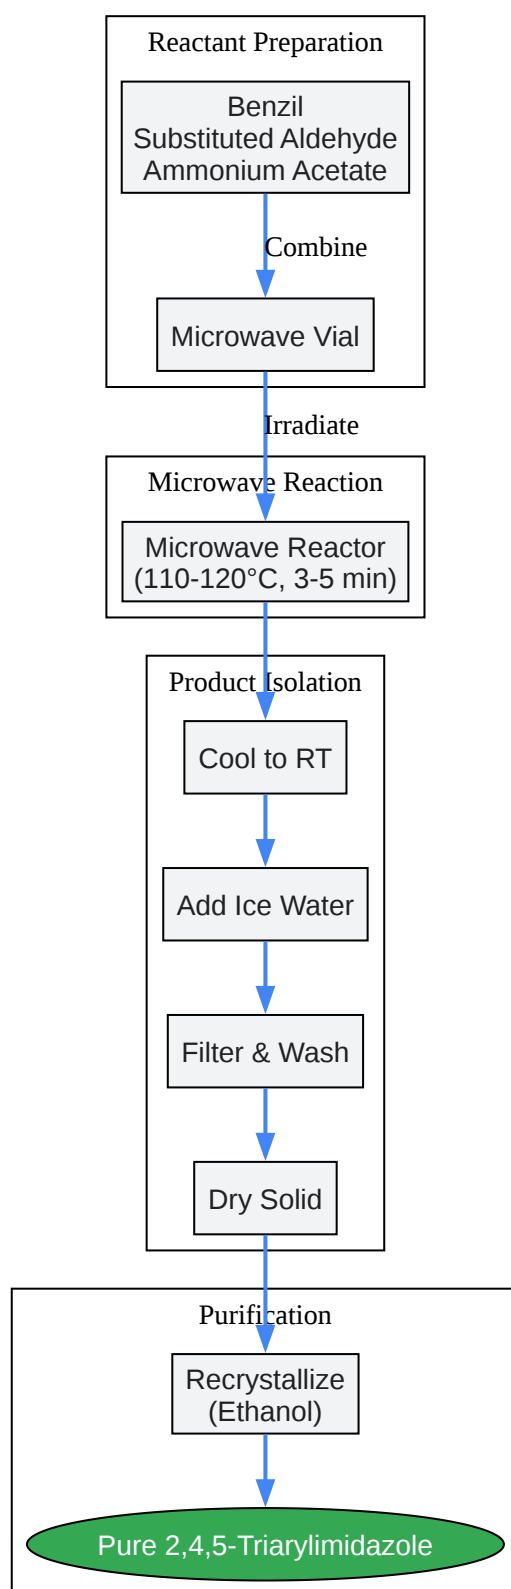 Reactant Preparation
Benzil
Substituted Aldehyde
Ammonium Acetate
Combine
Microwave Vial
Irradiate
Microwave Reaction
Microwave Reactor
(110-120°C, 3-5 min)
Product Isolation
Cool to RT
Add Ice Water
Filter & Wash
Dry Solid
Purification
Recrystallize
(Ethanol)
Pure 2,4,5-Triarylimidazole